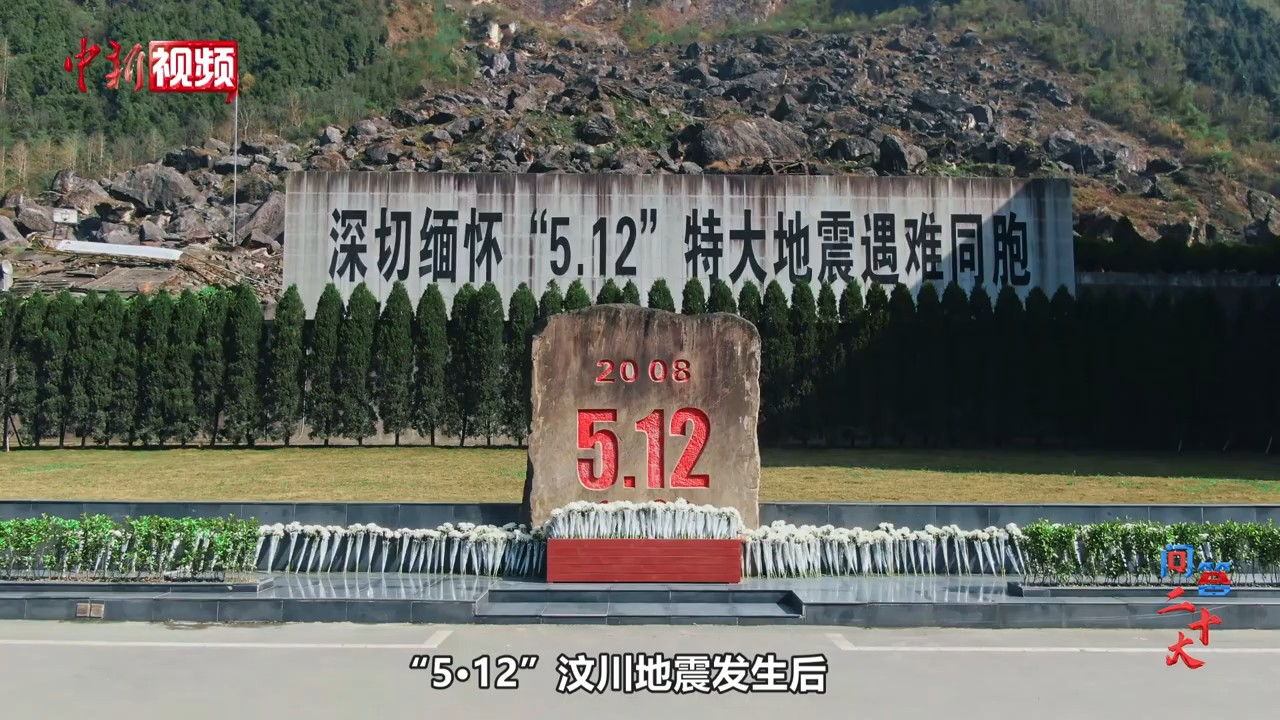 中新视频
深切缅怀“5.12”特大地震遇难同胞
2008
5.12
问答
二十大
“5·12”汶川地震发生后